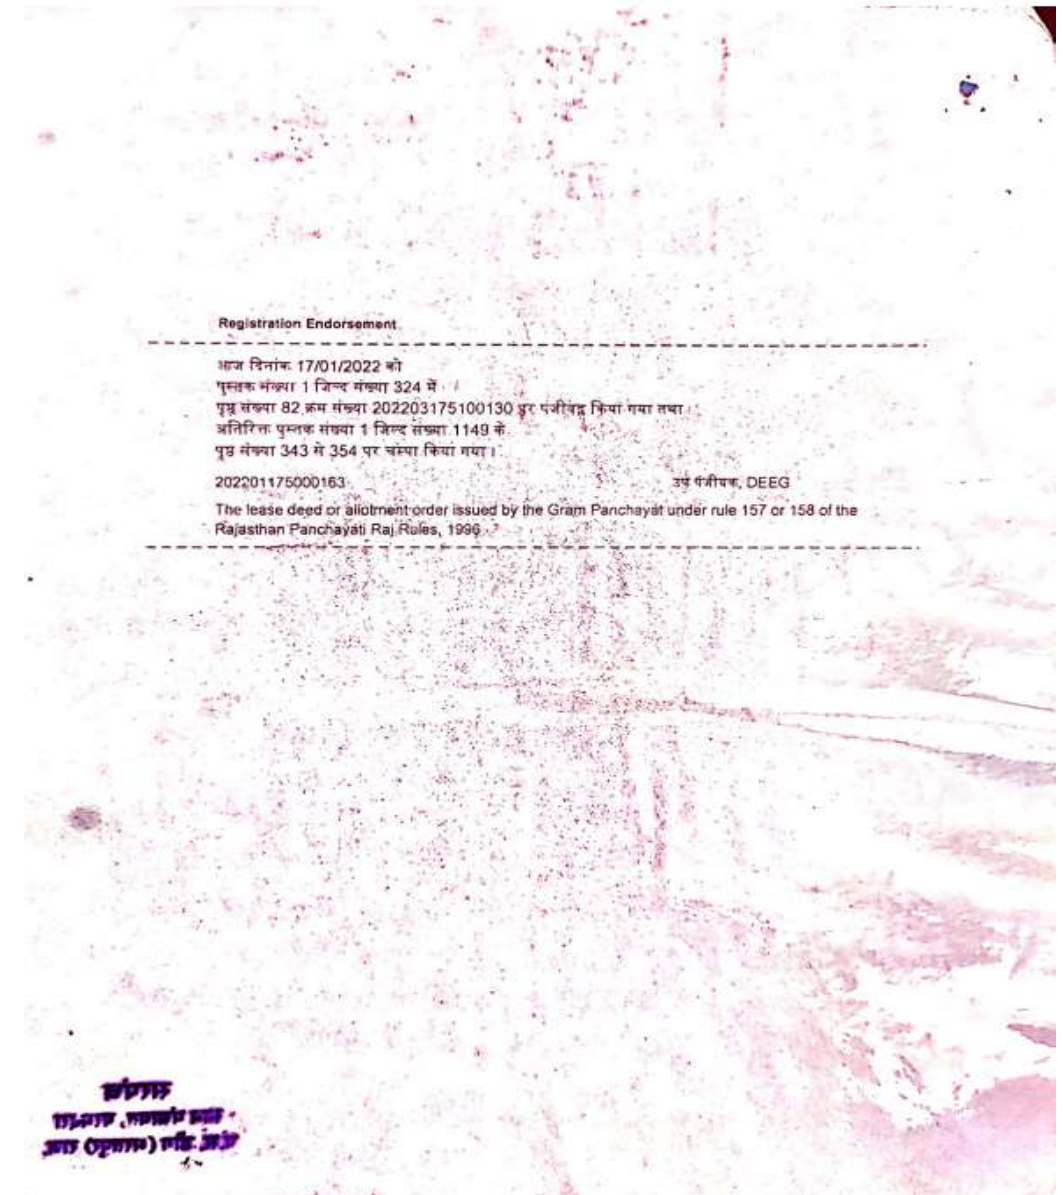 Registration Endorsement
आज दिनांक 17/01/2022 को
पुस्तक संख्या 1 जिल्द संख्या 324 में
पृष्ठ संख्या 82 क्रम संख्या 202203175100130 पर पंजीबद्ध किया गया तथा
अतिरिक्त पुस्तक संख्या 1 जिल्द संख्या 1149 के
पृष्ठ संख्या 343 से 354 पर चस्पा किया गया।
202201175000163
उप पंजीयक, DEEG
The lease deed or allotment order issued by the Gram Panchayat under rule 157 or 158 of the
Rajasthan Panchayati Raj Rules, 1996
सरपंच
ग्राम पंचायत,